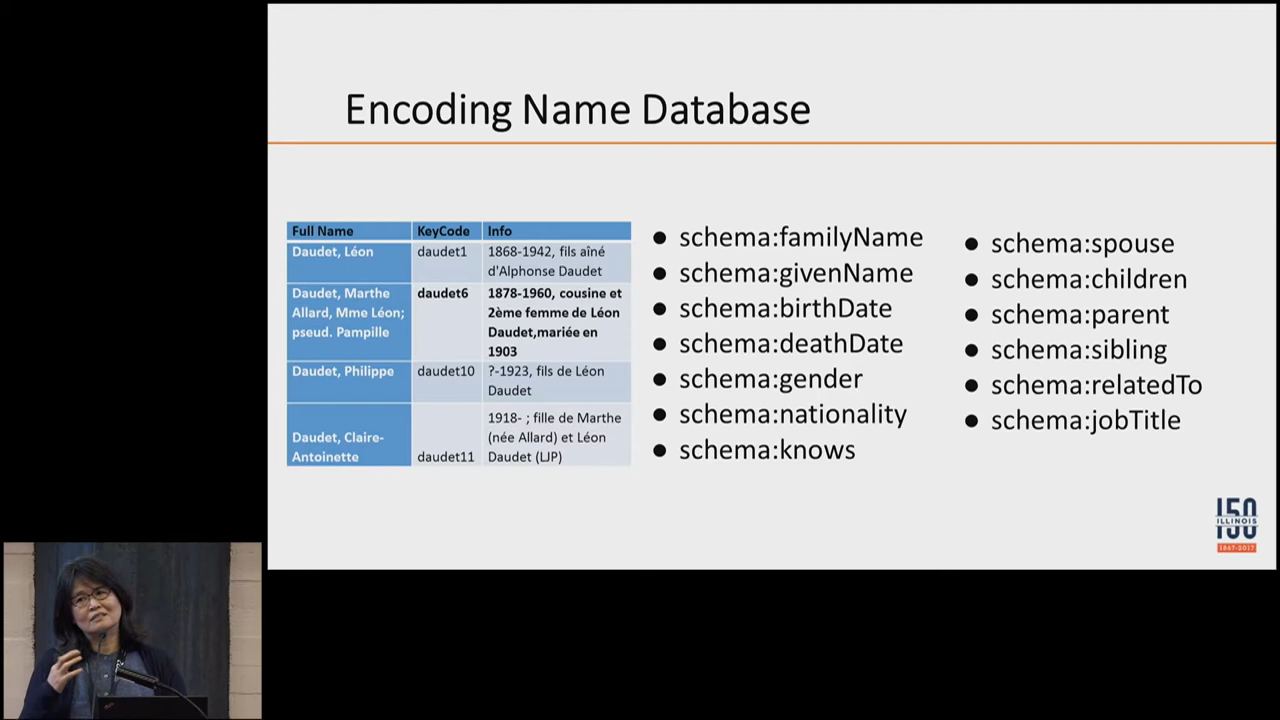 Encoding Name Database
Full Name KeyCode Info
Daudet, Léon daudet1 1868-1942, fils aîné
d'Alphonse Daudet
Daudet, Marthe daudet6 1878-1960, cousine et
Allard, Mme Léon; 2ème femme de Léon
pseud. Pampille Daudet,mariée en
1903
Daudet, Philippe daudet10 ?-1923, fils de Léon
Daudet
1918- ; fille de Marthe
Daudet, Claire- (née Allard) et Léon
Antoinette daudet11 Daudet (LJP)
● schema:familyName
● schema:givenName
● schema:birthDate
● schema:deathDate
● schema:gender
● schema:nationality
● schema:knows
● schema:spouse
● schema:children
● schema:parent
● schema:sibling
● schema:relatedTo
● schema:jobTitle
150
ILLINOIS
1867-2017